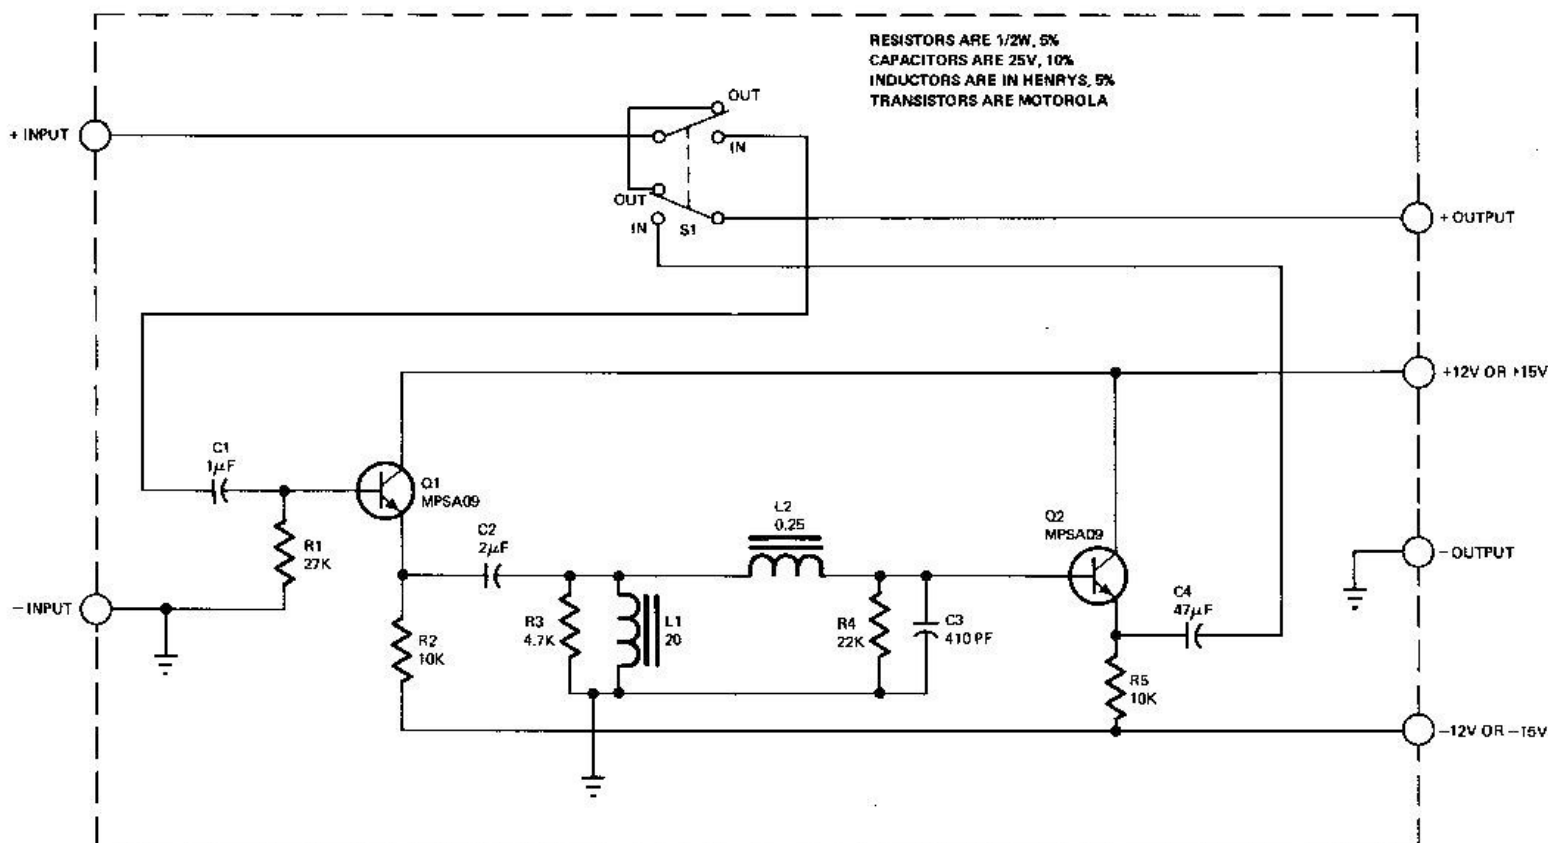 RESISTORS ARE 1/2W, 5%
CAPACITORS ARE 25V, 10%
INDUCTORS ARE IN HENRYS, 5%
TRANSISTORS ARE MOTOROLA
OUT
+ INPUT
IN
OUT
IN
S1
+ OUTPUT
+12V OR +15V
C1
1µF
Q1
MPSA09
R1
27K
C2
2µF
L2
0.25
Q2
MPSA09
– OUTPUT
– INPUT
R2
10K
R3
4.7K
L1
20
R4
22K
C3
410 PF
C4
47µF
R5
10K
–12V OR –15V